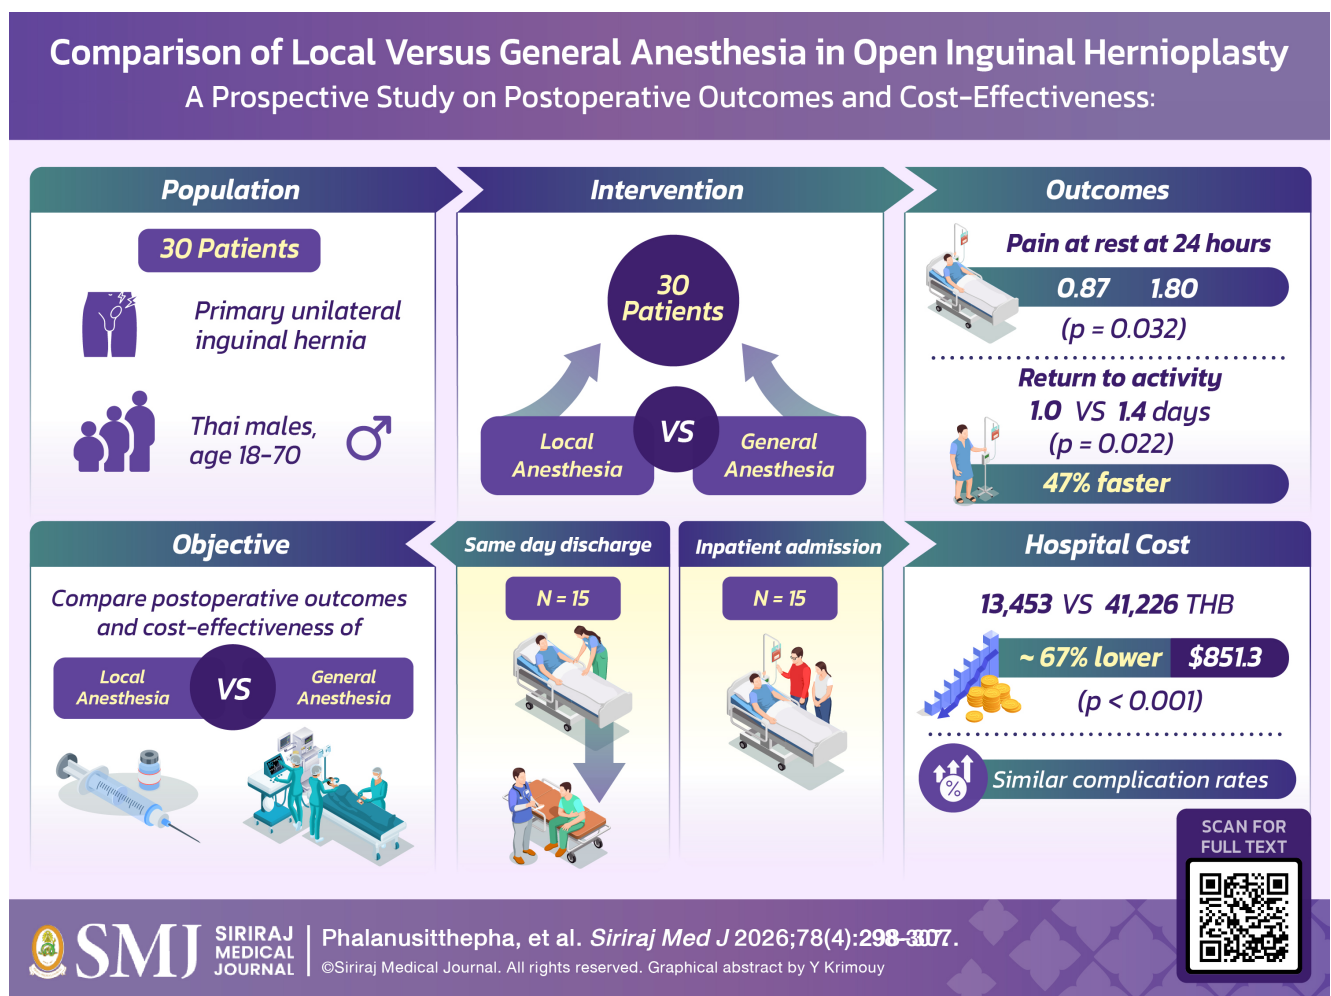 Comparison of Local Versus General Anesthesia in Open Inguinal Hernioplasty
A Prospective Study on Postoperative Outcomes and Cost-Effectiveness:
Population
30 Patients
Primary unilateral
inguinal hernia
Thai males,
age 18-70
Intervention
30
Patients
Local
Anesthesia
VS
General
Anesthesia
Outcomes
Pain at rest at 24 hours
0.87 1.80
(p = 0.032)
Return to activity
1.0 VS 1.4 days
(p = 0.022)
47% faster
Objective
Compare postoperative outcomes
and cost-effectiveness of
Local
Anesthesia
VS
General
Anesthesia
Same day discharge
N = 15
Inpatient admission
N = 15
Hospital Cost
13,453 VS 41,226 THB
~ 67% lower $851.3
(p < 0.001)
%
Similar complication rates
SCAN FOR
FULL TEXT
SMJ
SIRIRAJ
MEDICAL
JOURNAL
Phalanusitthepha, et al. Siriraj Med J 2026;78(4):
©Siriraj Medical Journal. All rights reserved. Graphical abstract by Y Krimouy